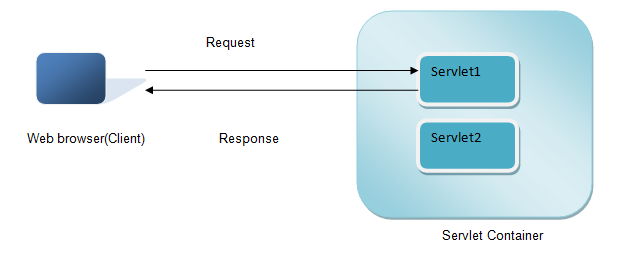 Request
Servlet1
Web browser(Client)
Response
Servlet2
Servlet Container